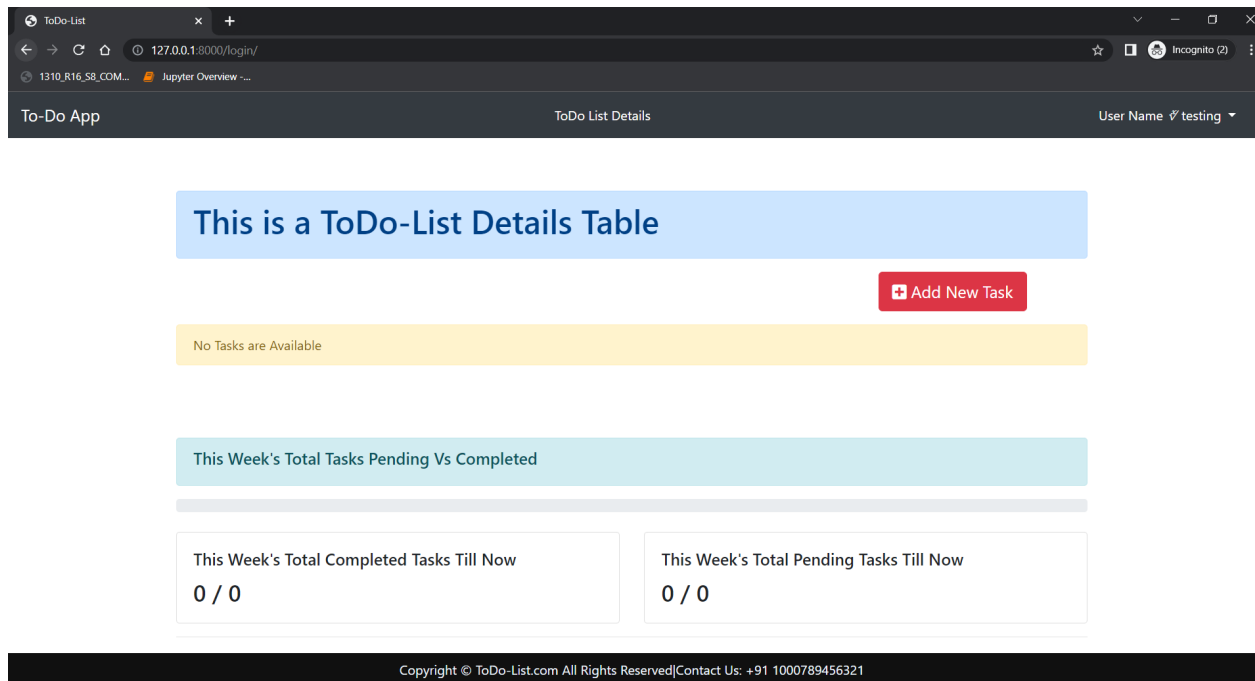 ToDo-List
127.0.0.1:8000/login/
Incognito (2)
1310_R16_S8_COM... Jupyter Overview -...
To-Do App ToDo List Details User Name testing
This is a ToDo-List Details Table
Add New Task
No Tasks are Available
This Week's Total Tasks Pending Vs Completed
This Week's Total Completed Tasks Till Now
0 / 0
This Week's Total Pending Tasks Till Now
0 / 0
Copyright © ToDo-List.com All Rights Reserved|Contact Us: +91 1000789456321